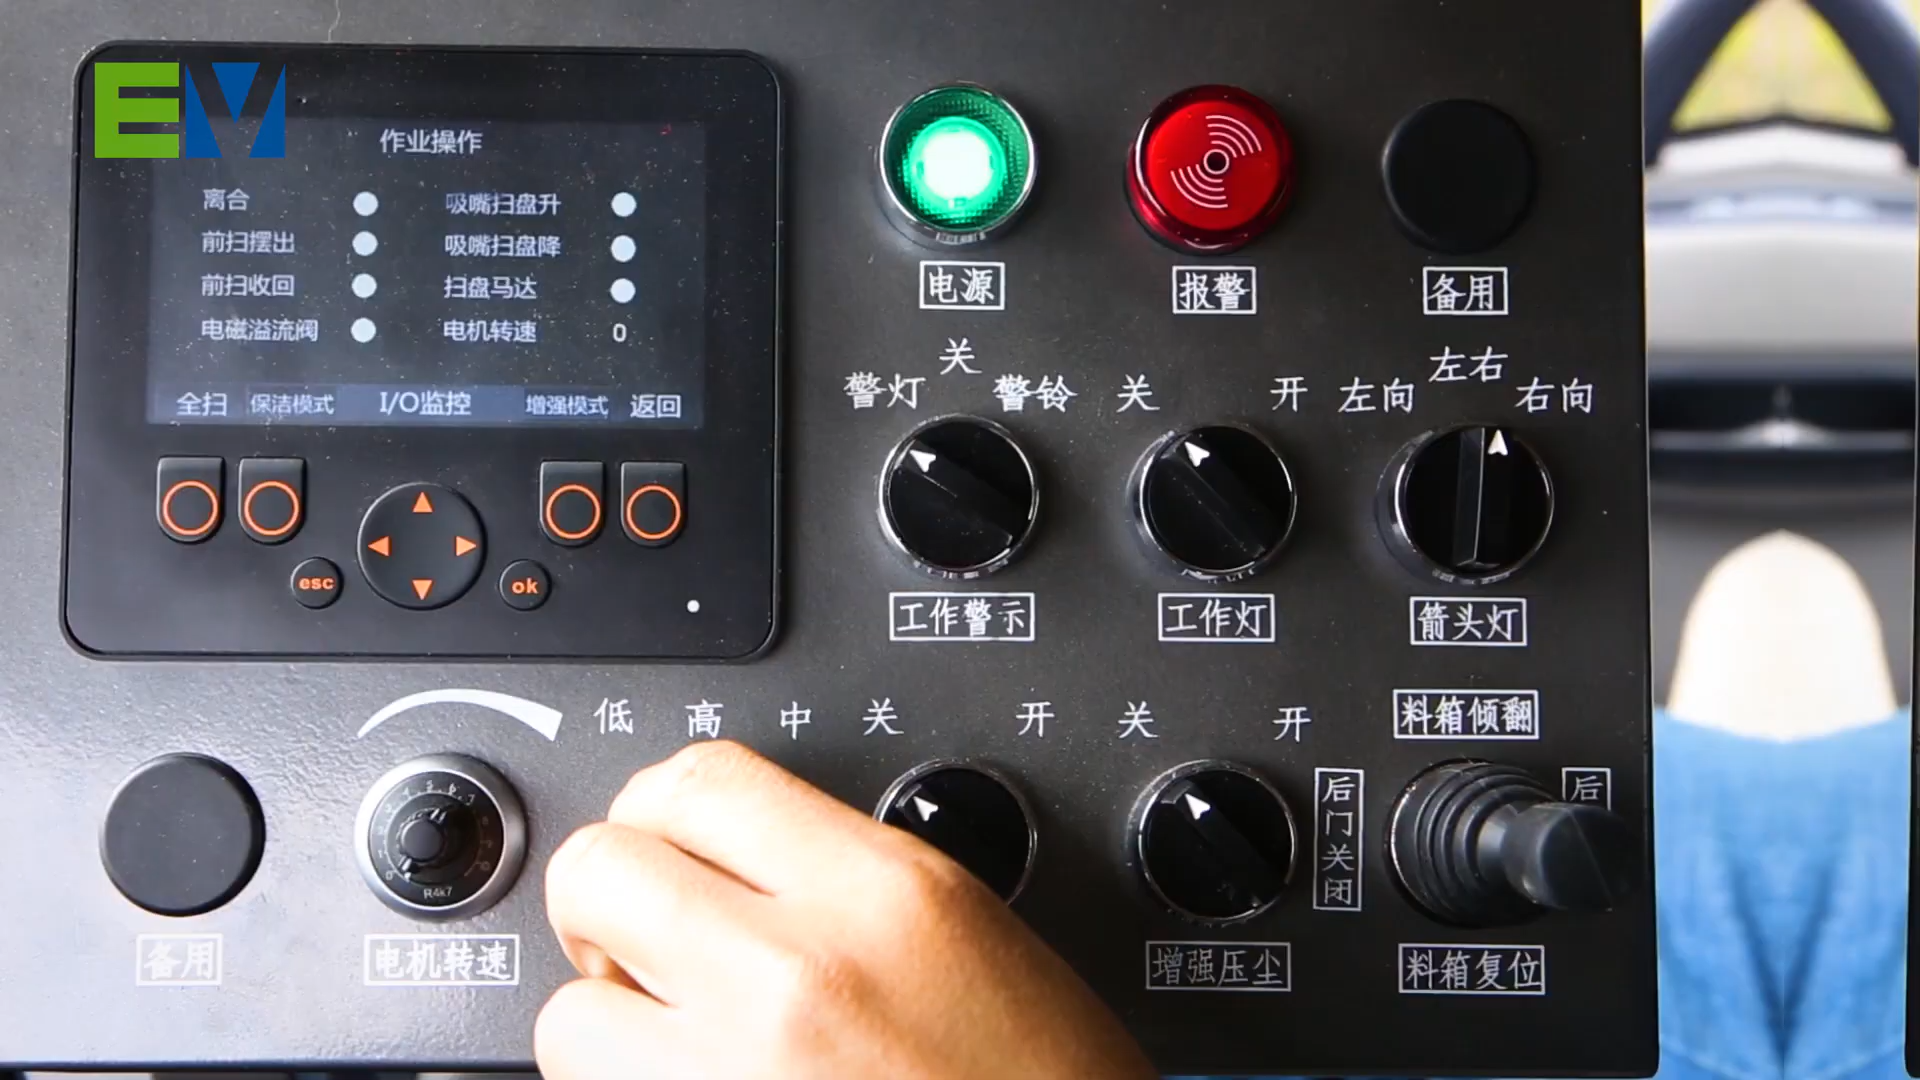 EV
作业操作
离合 吸嘴扫盘升
前扫摆出 吸嘴扫盘降
前扫收回 扫盘马达
电磁溢流阀 电机转速 0
全扫 保洁模式 I/O监控 增强模式 返回
esc
ok
电源
报警
备用
关
警灯 警铃
关 开
左右
左向 右向
工作警示
工作灯
箭头灯
低 高 中
关 开
关 开
料箱倾翻
后门关闭
后
R4k7
备用
电机转速
增强压尘
料箱复位